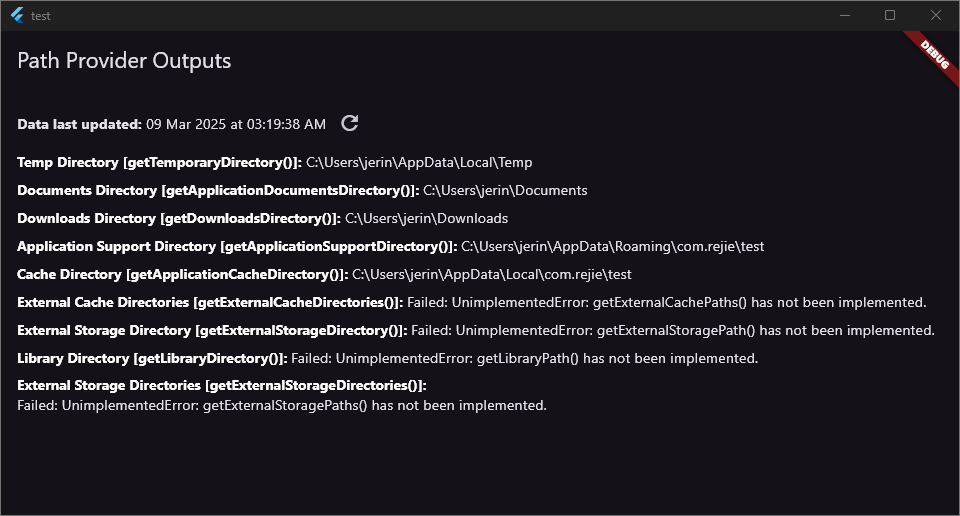 test
DEBUG
Path Provider Outputs
Data last updated: 09 Mar 2025 at 03:19:38 AM
Temp Directory [getTemporaryDirectory()]: C:\Users\jerin\AppData\Local\Temp
Documents Directory [getApplicationDocumentsDirectory()]: C:\Users\jerin\Documents
Downloads Directory [getDownloadsDirectory()]: C:\Users\jerin\Downloads
Application Support Directory [getApplicationSupportDirectory()]: C:\Users\jerin\AppData\Roaming\com.rejie\test
Cache Directory [getApplicationCacheDirectory()]: C:\Users\jerin\AppData\Local\com.rejie\test
External Cache Directories [getExternalCacheDirectories()]: Failed: UnimplementedError: getExternalCachePaths() has not been implemented.
External Storage Directory [getExternalStorageDirectory()]: Failed: UnimplementedError: getExternalStoragePath() has not been implemented.
Library Directory [getLibraryDirectory()]: Failed: UnimplementedError: getLibraryPath() has not been implemented.
External Storage Directories [getExternalStorageDirectories()]:
Failed: UnimplementedError: getExternalStoragePaths() has not been implemented.